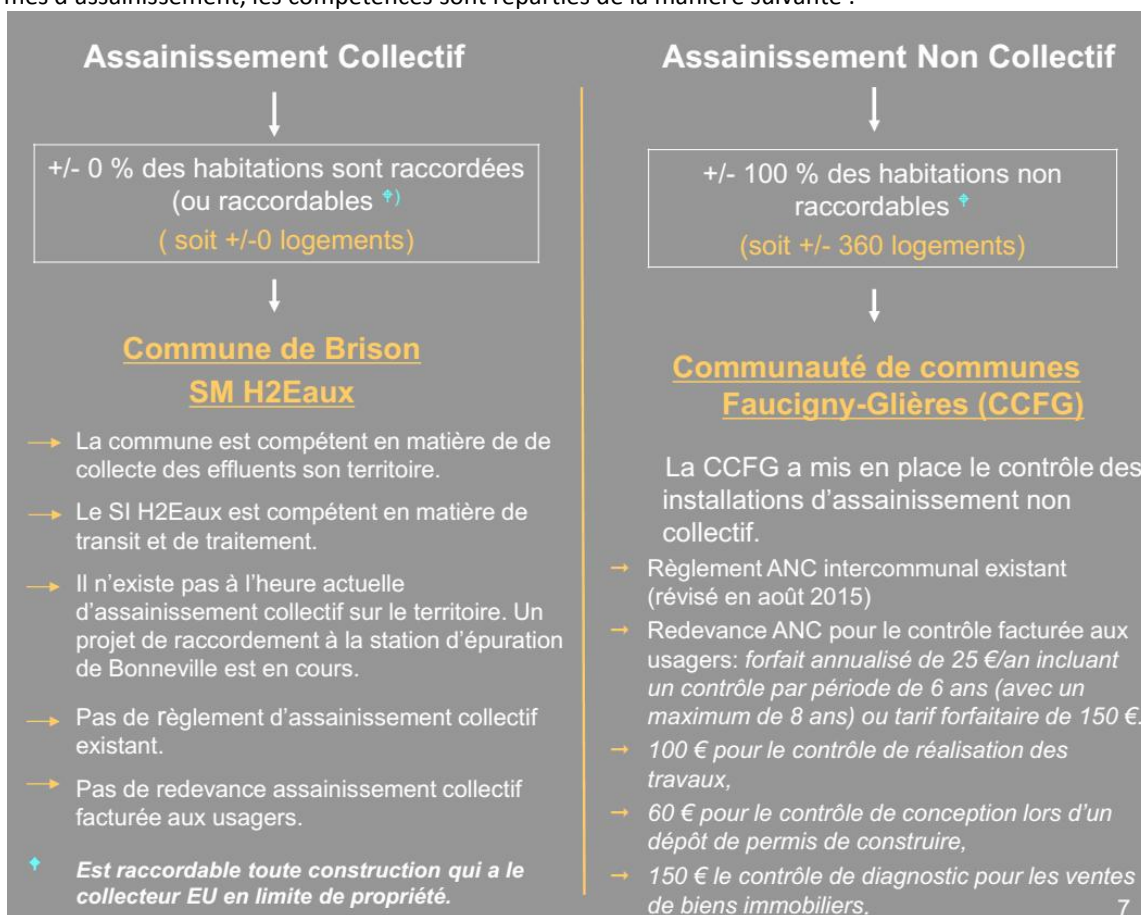 mes d'assainissement, les compétences sont réparties de la manière suivante :
Assainissement Collectif
+/- 0 % des habitations sont raccordées
(ou raccordables )
( soit +/-0 logements)
Commune de Brison
SM H2Eaux
La commune est compétent en matière de de
collecte des effluents son territoire.
Le SI H2Eaux est compétent en matière de
transit et de traitement.
Il n'existe pas à l'heure actuelle
d'assainissement collectif sur le territoire. Un
projet de raccordement à la station d'épuration
de Bonneville est en cours.
Pas de règlement d'assainissement collectif
existant.
Pas de redevance assainissement collectif
facturée aux usagers.
Est raccordable toute construction qui a le
collecteur EU en limite de propriété.
Assainissement Non Collectif
+/- 100 % des habitations non
raccordables
(soit +/- 360 logements)
Communauté de communes
Faucigny-Glières (CCFG)
La CCFG a mis en place le contrôle des
installations d'assainissement non
collectif.
Règlement ANC intercommunal existant
(révisé en août 2015)
Redevance ANC pour le contrôle facturée aux
usagers: forfait annualisé de 25 €/an incluant
un contrôle par période de 6 ans (avec un
maximum de 8 ans) ou tarif forfaitaire de 150 €.
100 € pour le contrôle de réalisation des
travaux,
60 € pour le contrôle de conception lors d'un
dépôt de permis de construire,
150 € le contrôle de diagnostic pour les ventes
de biens immobiliers,
7